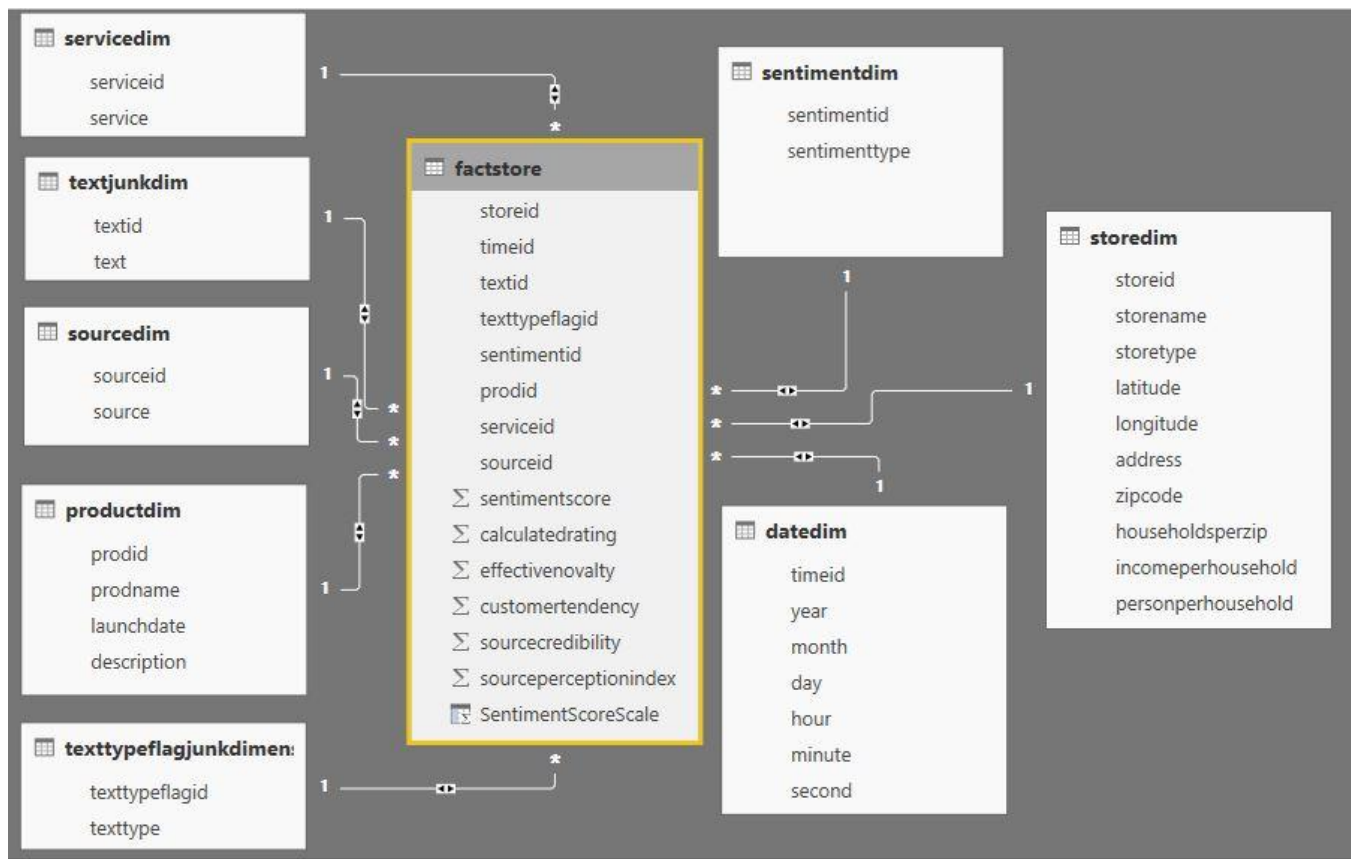 servicedim
serviceid
service
1
*
textjunkdim
textid
text
1
*
sourcedim
sourceid
source
1
*
productdim
prodid
prodname
launchdate
description
1
*
texttypeflagjunkdimens
texttypeflagid
texttype
1
*
factstore
storeid
timeid
textid
texttypeflagid
sentimentid
prodid
serviceid
sourceid
Σ sentimentscore
Σ calculatedrating
Σ effectivenovalty
Σ customertendency
Σ sourcecredibility
Σ sourceperceptionindex
SentimentScoreScale
sentimentdim
sentimentid
sentimenttype
1
*
storedim
storeid
storename
storetype
latitude
longitude
address
zipcode
householdsperzip
incomeperhousehold
personperhousehold
1
*
datedim
timeid
year
month
day
hour
minute
second
1
*